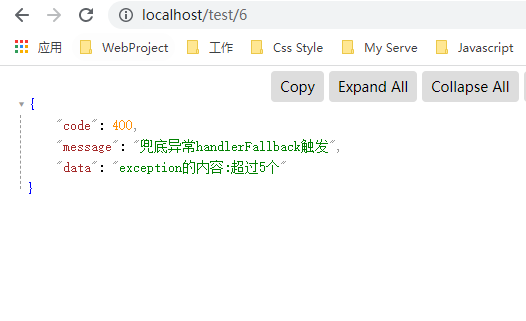 localhost/test/6
应用 WebProject 工作 Css Style My Serve Javascript
Copy Expand All Collapse All
{
"code": 400,
"message": "兜底异常handlerFallback触发",
"data": "exception的内容:超过5个"
}